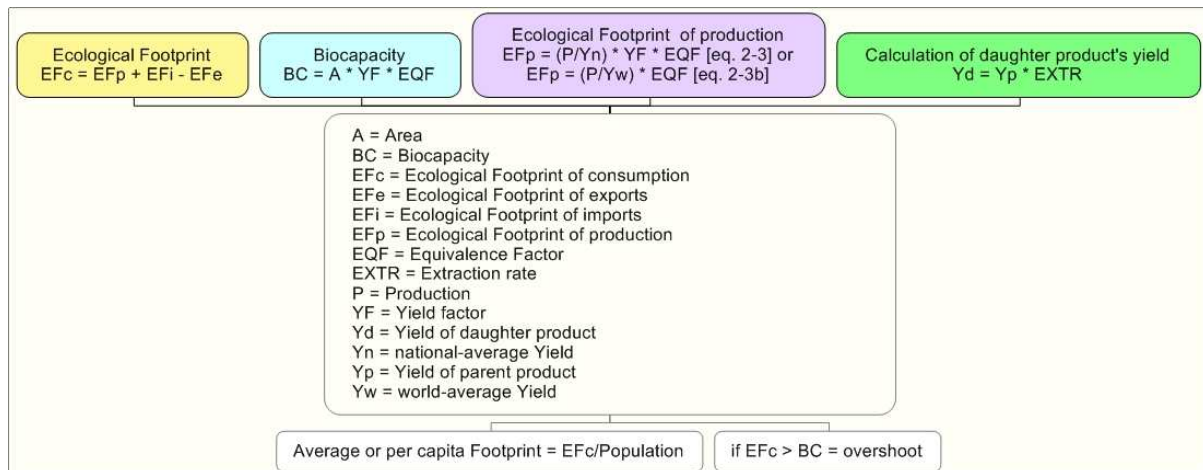 Ecological Footprint
EFc = EFp + EFi - EFe
Biocapacity
BC = A * YF * EQF
Ecological Footprint of production
EFp = (P/Yn) * YF * EQF [eq. 2-3] or
EFp = (P/Yw) * EQF [eq. 2-3b]
Calculation of daughter product's yield
Yd = Yp * EXTR
A = Area
BC = Biocapacity
EFc = Ecological Footprint of consumption
EFe = Ecological Footprint of exports
EFi = Ecological Footprint of imports
EFp = Ecological Footprint of production
EQF = Equivalence Factor
EXTR = Extraction rate
P = Production
YF = Yield factor
Yd = Yield of daughter product
Yn = national-average Yield
Yp = Yield of parent product
Yw = world-average Yield
Average or per capita Footprint = EFc/Population
if EFc > BC = overshoot